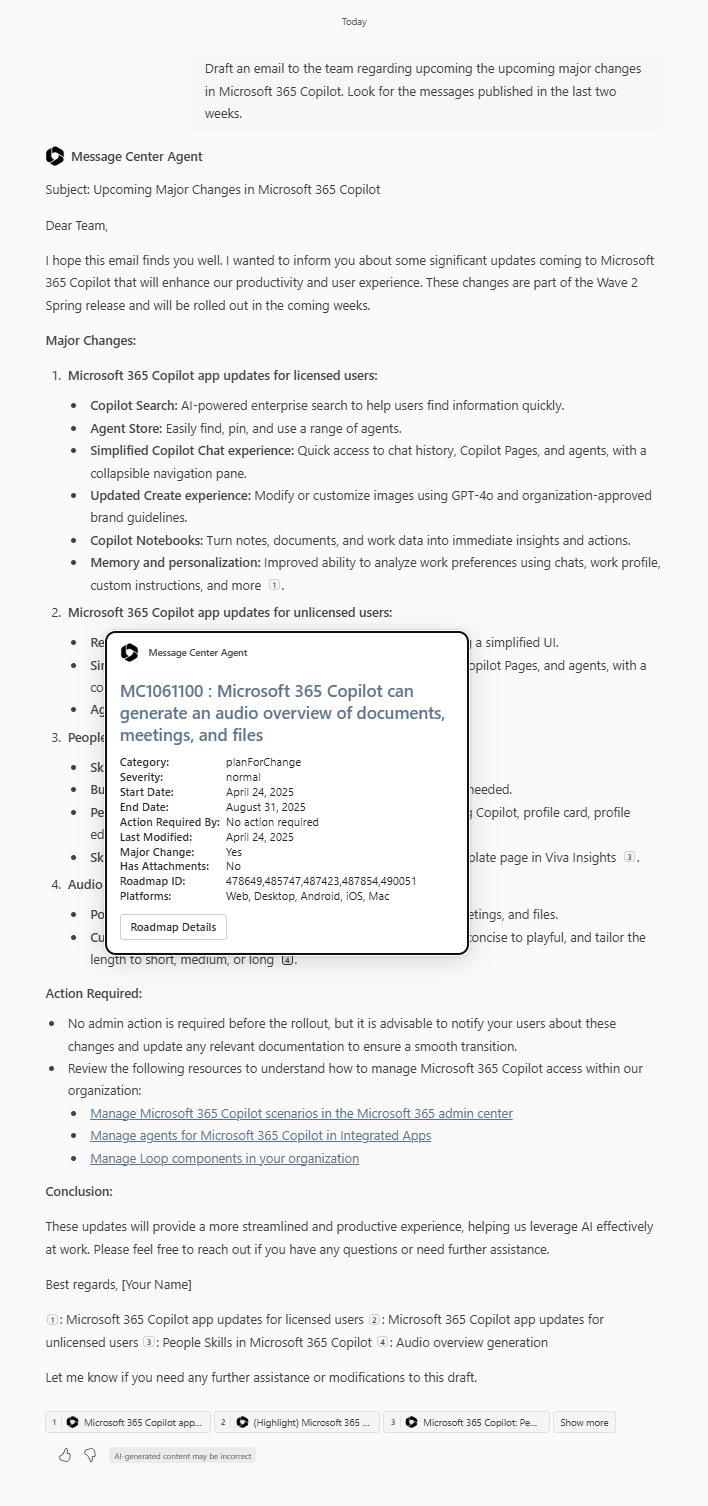 Today
Draft an email to the team regarding upcoming the upcoming major changes
in Microsoft 365 Copilot. Look for the messages published in the last two
weeks.
Message Center Agent
Subject: Upcoming Major Changes in Microsoft 365 Copilot
Dear Team,
I hope this email finds you well. I wanted to inform you about some significant updates coming to Microsoft
365 Copilot that will enhance our productivity and user experience. These changes are part of the Wave 2
Spring release and will be rolled out in the coming weeks.
Major Changes:
1. Microsoft 365 Copilot app updates for licensed users:
• Copilot Search: AI-powered enterprise search to help users find information quickly.
• Agent Store: Easily find, pin, and use a range of agents.
• Simplified Copilot Chat experience: Quick access to chat history, Copilot Pages, and agents, with a
collapsible navigation pane.
• Updated Create experience: Modify or customize images using GPT-4o and organization-approved
brand guidelines.
• Copilot Notebooks: Turn notes, documents, and work data into immediate insights and actions.
• Memory and personalization: Improved ability to analyze work preferences using chats, work profile,
custom instructions, and more 1.
2. Microsoft 365 Copilot app updates for unlicensed users:
• Re
a simplified UI.
• Sir
opilot Pages, and agents, with a
co
• Ag
3. People
• Sk
• Bu
needed.
• Pe
g Copilot, profile card, profile
ed
• Sk
plate page in Viva Insights 3.
4. Audio
• Po
etings, and files.
• Cu
concise to playful, and tailor the
length to short, medium, or long 4.
Message Center Agent
MC1061100 : Microsoft 365 Copilot can
generate an audio overview of documents,
meetings, and files
Category: planForChange
Severity: normal
Start Date: April 24, 2025
End Date: August 31, 2025
Action Required By: No action required
Last Modified: April 24, 2025
Major Change: Yes
Has Attachments: No
Roadmap ID: 478649,485747,487423,487854,490051
Platforms: Web, Desktop, Android, iOS, Mac
Roadmap Details
Action Required:
• No admin action is required before the rollout, but it is advisable to notify your users about these
changes and update any relevant documentation to ensure a smooth transition.
• Review the following resources to understand how to manage Microsoft 365 Copilot access within our
organization:
• Manage Microsoft 365 Copilot scenarios in the Microsoft 365 admin center
• Manage agents for Microsoft 365 Copilot in Integrated Apps
• Manage Loop components in your organization
Conclusion:
These updates will provide a more streamlined and productive experience, helping us leverage AI effectively
at work. Please feel free to reach out if you have any questions or need further assistance.
Best regards, [Your Name]
1: Microsoft 365 Copilot app updates for licensed users 2: Microsoft 365 Copilot app updates for
unlicensed users 3: People Skills in Microsoft 365 Copilot 4: Audio overview generation
Let me know if you need any further assistance or modifications to this draft.
1 Microsoft 365 Copilot app... 2 (Highlight) Microsoft 365 ... 3 Microsoft 365 Copilot: Pe... Show more
AI-generated content may be incorrect